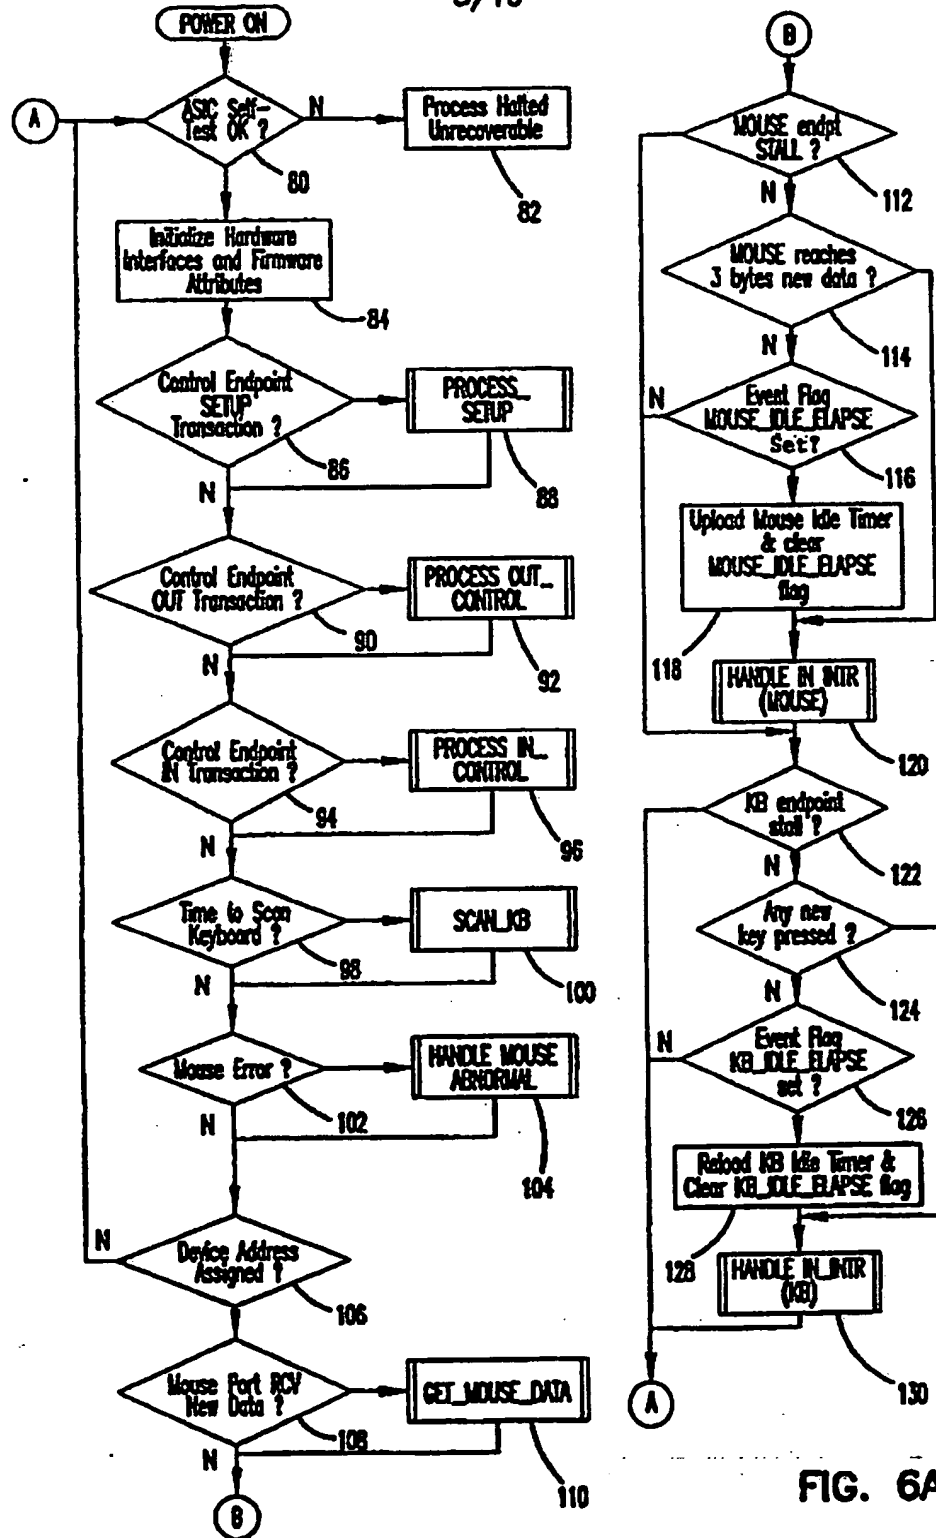 POWER ON
A
ASIC Self-
Test OK ?
N
80
Process Halted
Unrecoverable
82
Initialize Hardware
Interfaces and Firmware
Attributes
84
Control Endpoint
SETUP
Transaction ?
86
N
PROCESS_
SETUP
88
Control Endpoint
OUT Transaction ?
90
N
PROCESS OUT_
CONTROL
92
Control Endpoint
IN Transaction ?
94
N
PROCESS IN_
CONTROL
96
Time to Scan
Keyboard ?
98
N
SCAN_KB
100
Mouse Error ?
102
N
HANDLE MOUSE
ABNORMAL
104
N
Device Address
Assigned ?
106
Mouse Port RCV
New Data ?
108
N
GET_MOUSE_DATA
110
B
B
MOUSE endpt
STALL ?
112
N
MOUSE reaches
3 bytes new data ?
114
N
N
Event Flag
MOUSE_IDLE_ELAPSE
Set?
116
Upload Mouse Idle Timer
& clear
MOUSE_IDLE_ELAPSE
flag
118
HANDLE IN INTR
(MOUSE)
120
KB endpoint
stall ?
122
N
Any new
key pressed ?
124
N
N
Event Flag
KB_IDLE_ELAPSE
set ?
126
Reload KB Idle Timer &
Clear KB_IDLE_ELAPSE flag
128
HANDLE IN_INTR
(KB)
130
A
FIG. 6A